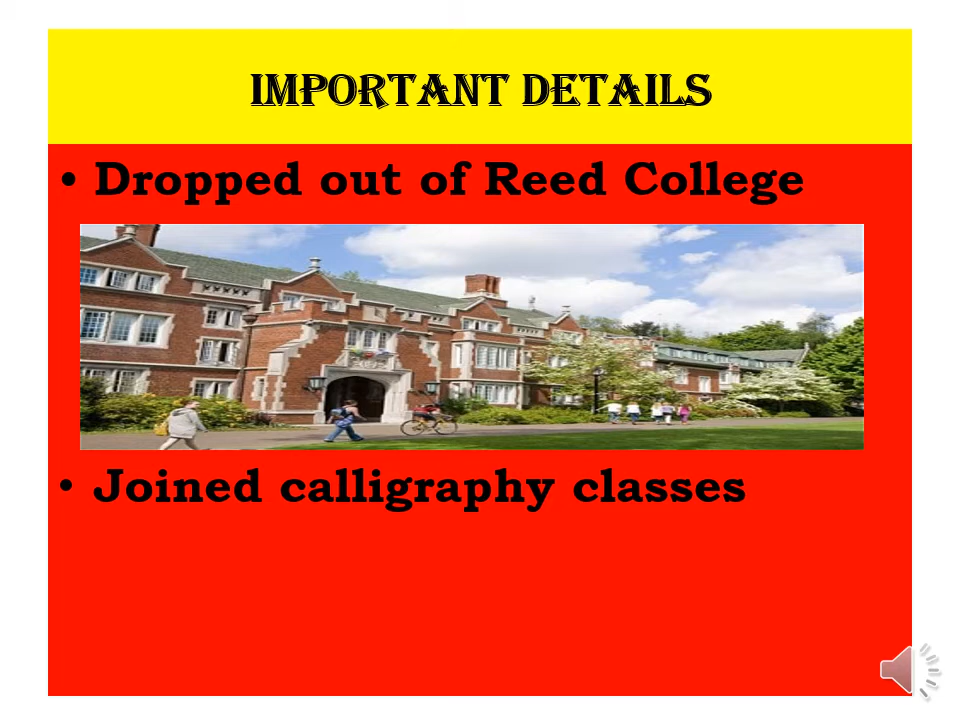 IMPORTANT DETAILS
• Dropped out of Reed College
• Joined calligraphy classes